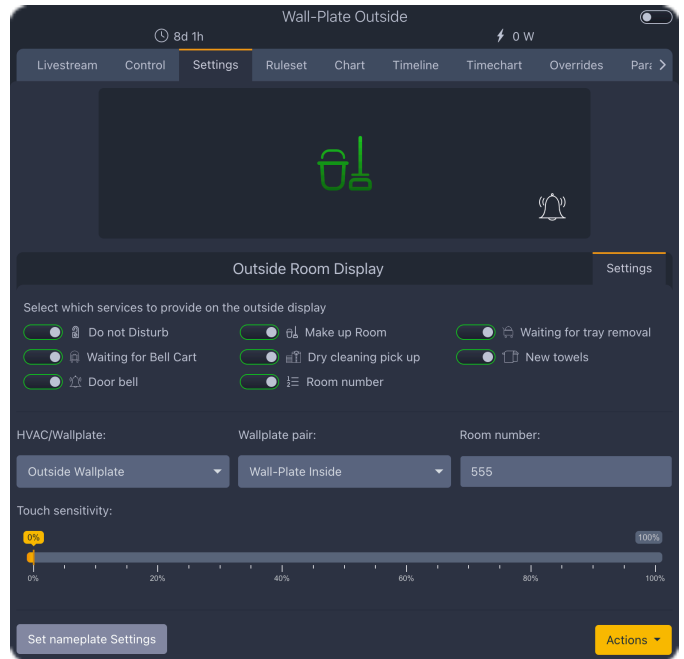 Wall-Plate Outside
8d 1h
0 W
Livestream Control Settings Ruleset Chart Timeline Timechart Overrides
Outside Room Display Settings
Select which services to provide on the outside display
Do not Disturb Make up Room Waiting for tray removal
Waiting for Bell Cart Dry cleaning pick up New towels
Door bell Room number
HVAC/Wallplate: Wallplate pair: Room number:
Outside Wallplate Wall-Plate Inside 555
Touch sensitivity:
0% 100%
0% 20% 40% 60% 80% 100%
Set nameplate Settings Actions